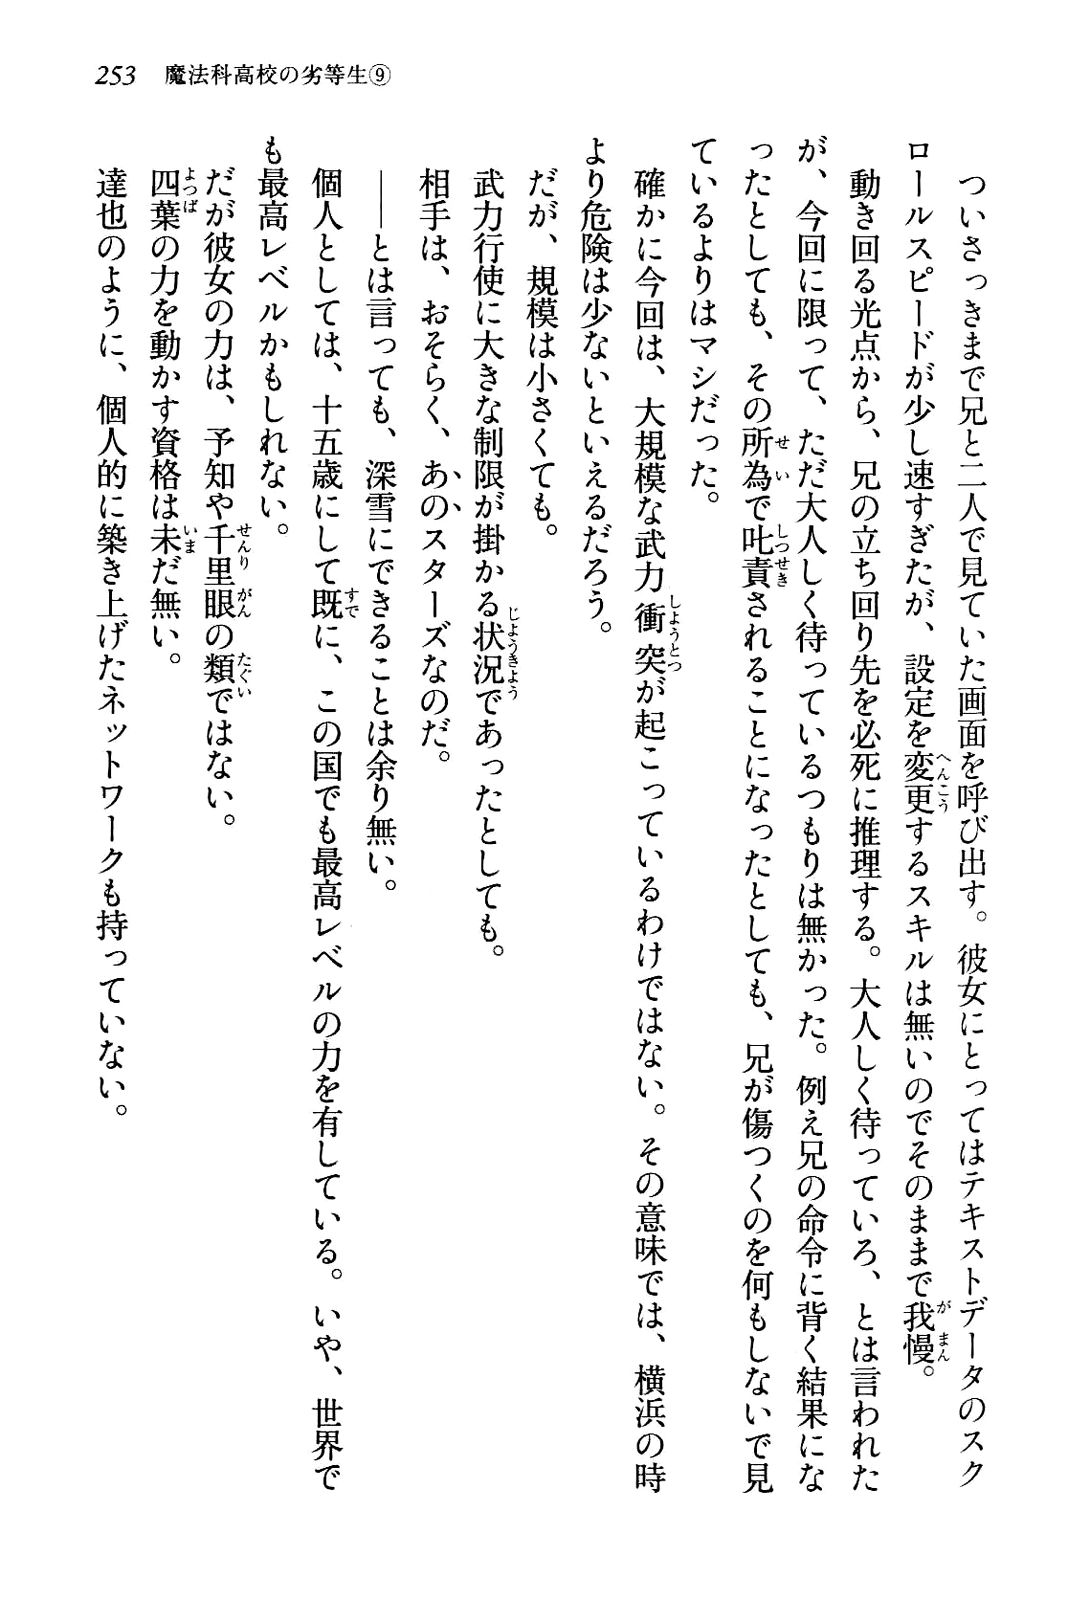 253 魔法科高校の劣等生⑨
ついさっきまで兄と二人で見ていた画面を呼び出す。彼女にとってはテキストデータのスク
ロールスピードが少し速すぎたが、設定を変更するスキルは無いのでそのままで我慢。
動き回る光点から、兄の立ち回り先を必死に推理する。大人しく待っていろ、とは言われた
が、今回に限って、ただ大人しく待っているつもりは無かった。例え兄の命令に背く結果にな
ったとしても、その所為で叱責されることになったとしても、兄が傷つくのを何もしないで見
ているよりはマシだった。
確かに今回は、大規模な武力衝突が起こっているわけではない。その意味では、横浜の時
より危険は少ないといえるだろう。
だが、規模は小さくても。
武力行使に大きな制限が掛かる状況であったとしても。
相手は、おそらく、あのスターズなのだ。
――とは言っても、深雪にできることは余り無い。
個人としては、十五歳にして既に、この国でも最高レベルの力を有している。いや、世界で
も最高レベルかもしれない。
だが彼女の力は、予知や千里眼の類ではない。
四葉の力を動かす資格は未だ無い。
達也のように、個人的に築き上げたネットワークも持っていない。